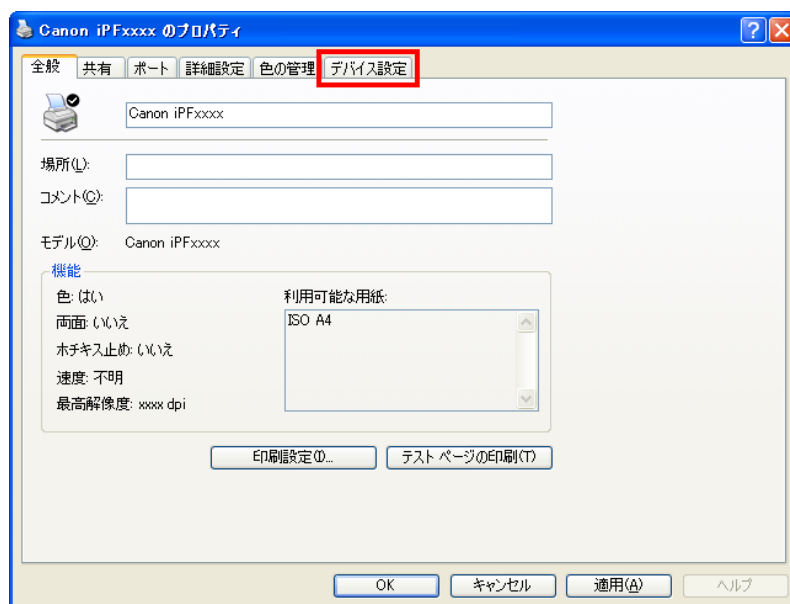 Canon iPFxxxx のプロパティ
全般 共有 ポート 詳細設定 色の管理 デバイス設定
Canon iPFxxxx
場所(L):
コメント(C):
モデル(O): Canon iPFxxxx
機能
色: はい 利用可能な用紙:
両面: いいえ ISO A4
ホチキス止め: いいえ
速度: 不明
最高解像度: xxxx dpi
印刷設定(I)... テスト ページの印刷(T)
OK キャンセル 適用(A) ヘルプ